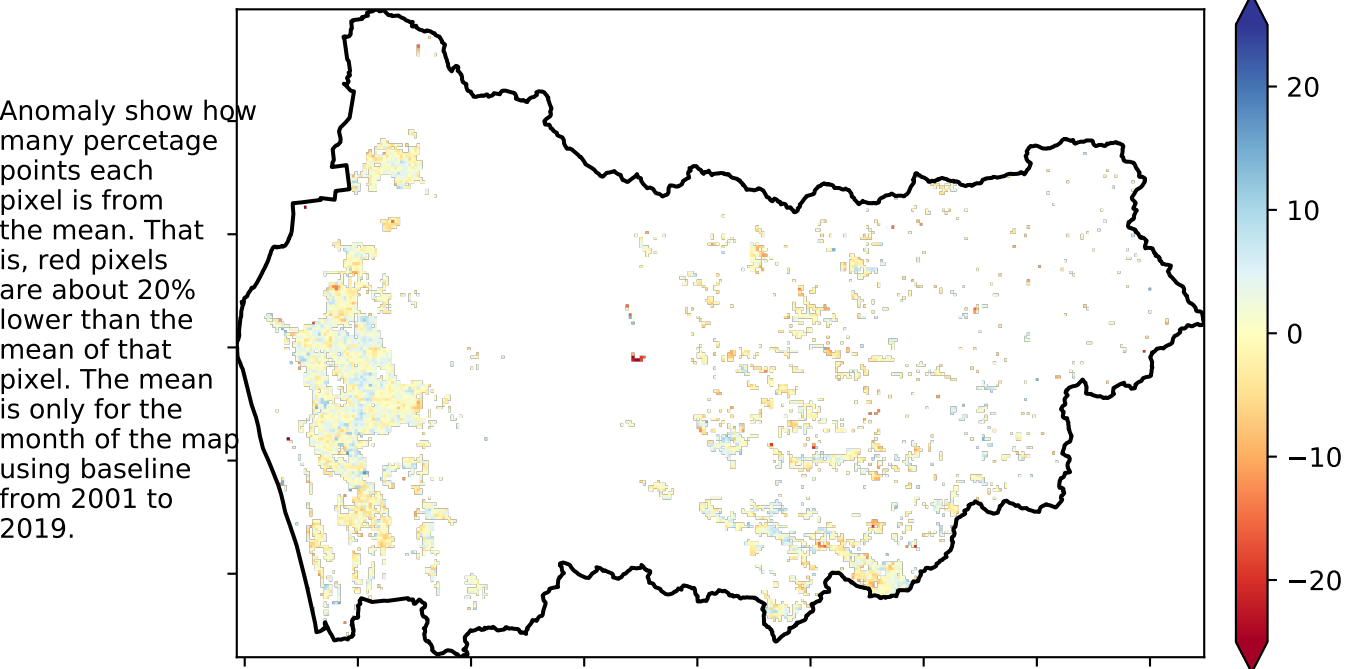 Anomaly show how
many percetage
points each
pixel is from
the mean. That
is, red pixels
are about 20%
lower than the
mean of that
pixel. The mean
is only for the
month of the map
using baseline
from 2001 to
2019.
20
10
0
−10
−20